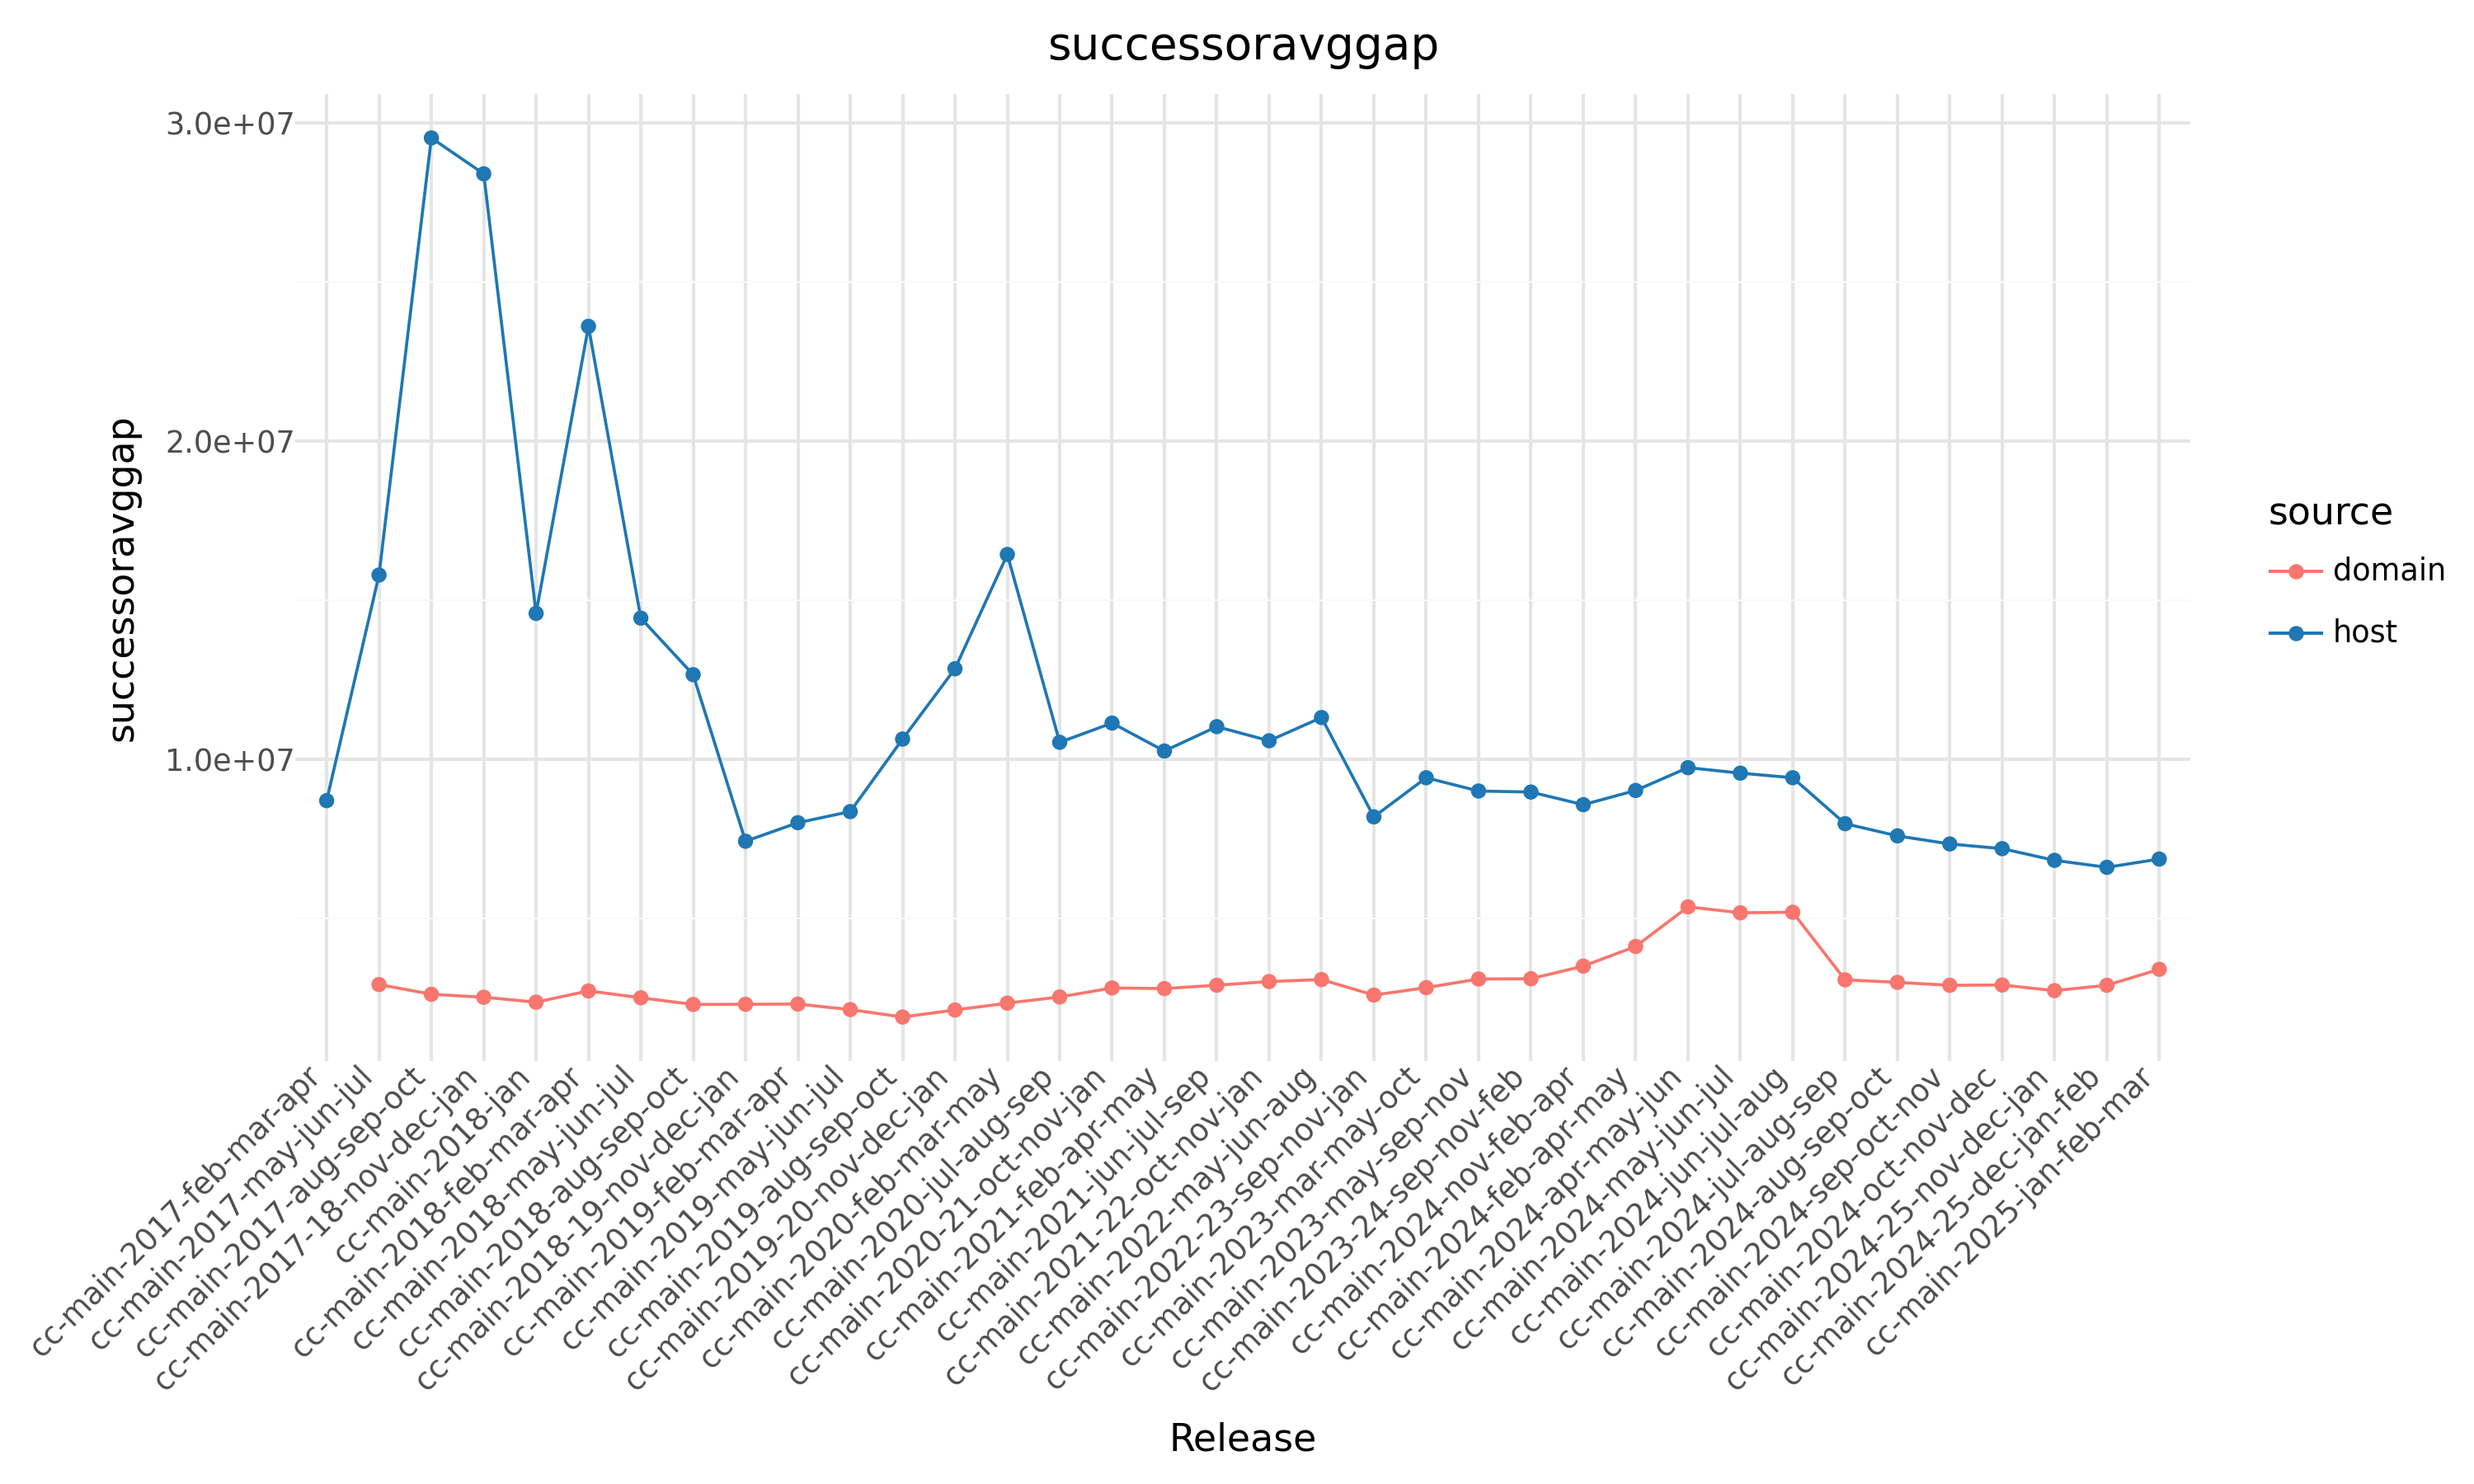 successoravggap
3.0e+07
2.0e+07
1.0e+07
successoravggap
cc-main-2017-feb-mar-apr
cc-main-2017-may-jun-jul
cc-main-2017-aug-sep-oct
cc-main-2017-18-nov-dec-jan
cc-main-2018-jan
cc-main-2018-feb-mar-apr
cc-main-2018-may-jun-jul
cc-main-2018-aug-sep-oct
cc-main-2018-19-nov-dec-jan
cc-main-2019-feb-mar-apr
cc-main-2019-may-jun-jul
cc-main-2019-aug-sep-oct
cc-main-2019-20-nov-dec-jan
cc-main-2020-feb-mar-may
cc-main-2020-jul-aug-sep
cc-main-2020-21-oct-nov-jan
cc-main-2021-feb-apr-may
cc-main-2021-jun-jul-sep
cc-main-2021-22-oct-nov-jan
cc-main-2022-may-jun-aug
cc-main-2022-23-sep-nov-jan
cc-main-2023-mar-may-oct
cc-main-2023-may-sep-nov
cc-main-2023-24-sep-nov-feb
cc-main-2024-nov-feb-apr
cc-main-2024-feb-apr-may
cc-main-2024-apr-may-jun
cc-main-2024-may-jun-jul
cc-main-2024-jun-jul-aug
cc-main-2024-jul-aug-sep
cc-main-2024-aug-sep-oct
cc-main-2024-sep-oct-nov
cc-main-2024-oct-nov-dec
cc-main-2024-25-nov-dec-jan
cc-main-2024-25-dec-jan-feb
cc-main-2025-jan-feb-mar
Release
source
domain
host